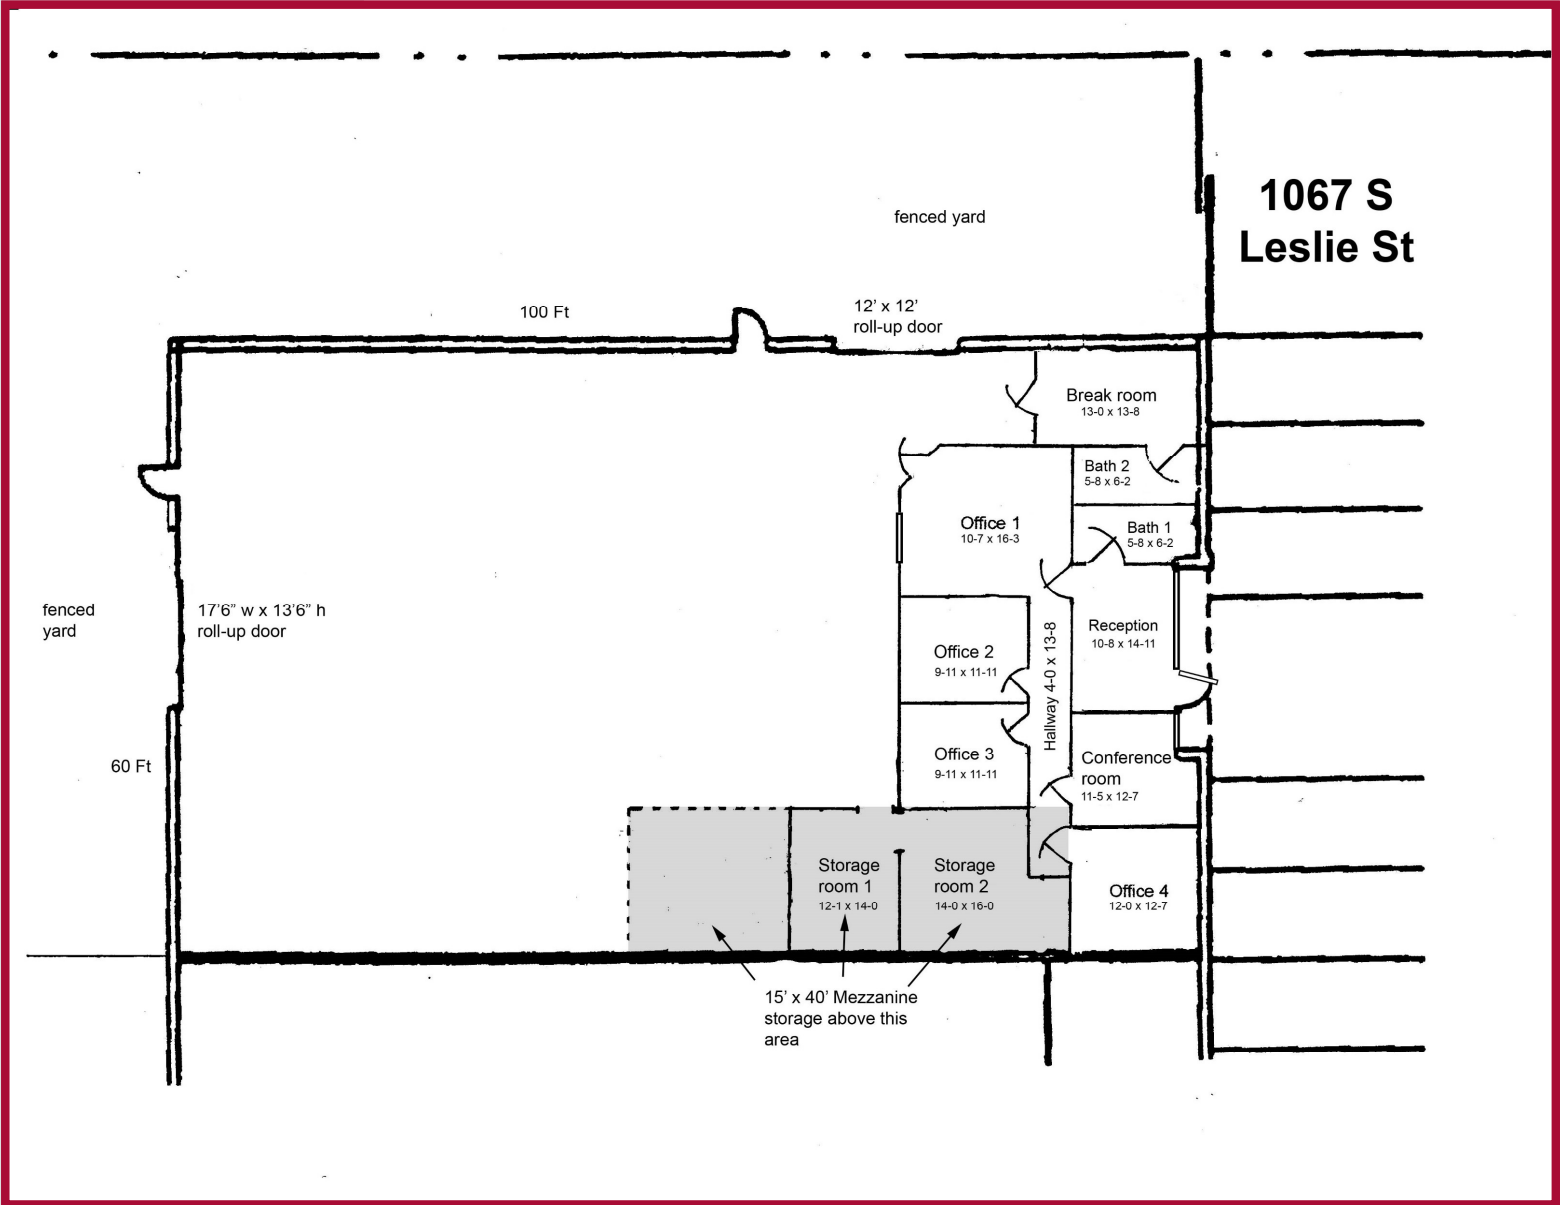 1067 S
Leslie St
fenced yard
100 Ft
12’ x 12’
roll-up door
Break room
13-0 x 13-8
Bath 2
5-8 x 6-2
Office 1
10-7 x 16-3
Bath 1
5-8 x 6-2
fenced
yard
17’6” w x 13’6” h
roll-up door
Office 2
9-11 x 11-11
Hallway 4-0 x 13-8
Reception
10-8 x 14-11
60 Ft
Office 3
9-11 x 11-11
Conference
room
11-5 x 12-7
Storage
room 1
12-1 x 14-0
Storage
room 2
14-0 x 16-0
Office 4
12-0 x 12-7
15’ x 40’ Mezzanine
storage above this
area